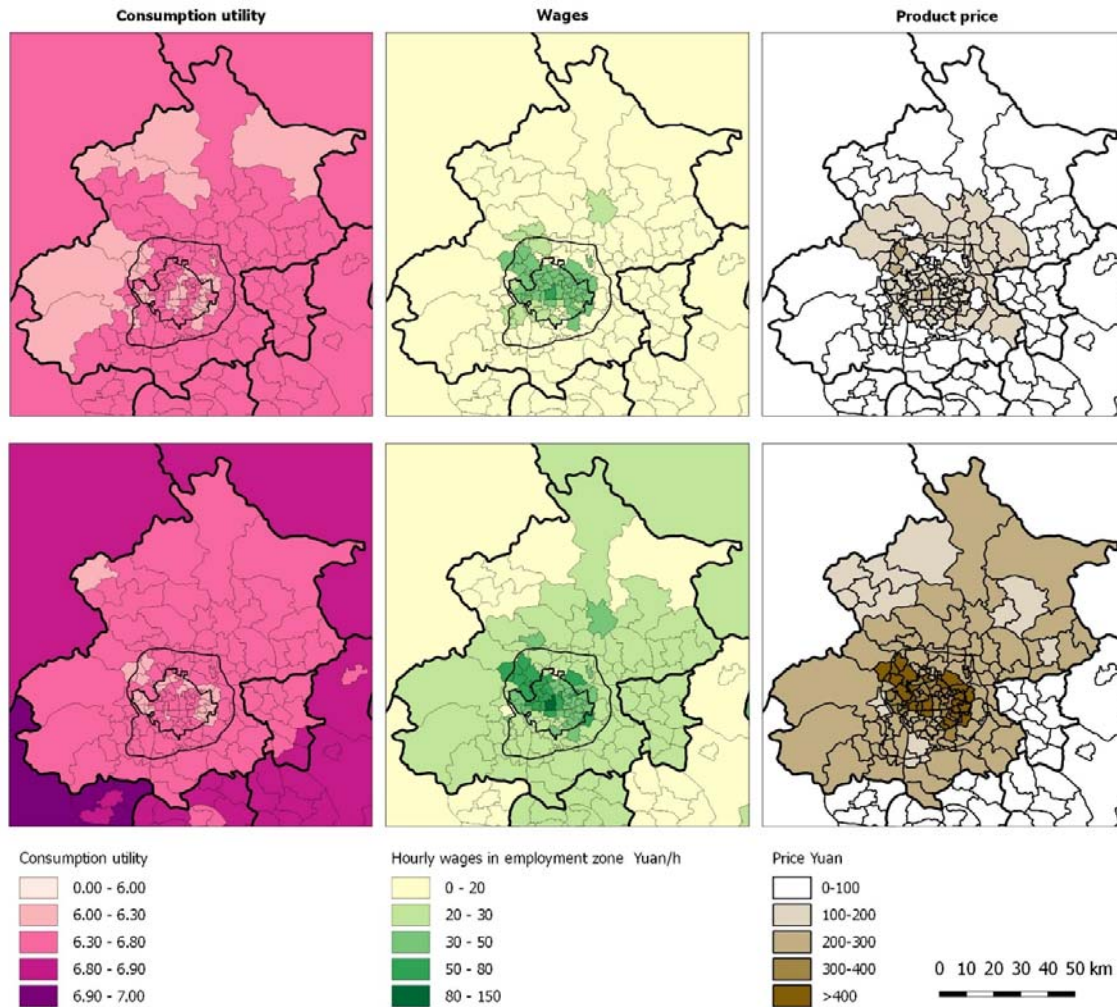 Consumption utility
Wages
Product price
Consumption utility
0.00 - 6.00
6.00 - 6.30
6.30 - 6.80
6.80 - 6.90
6.90 - 7.00
Hourly wages in employment zone Yuan/h
0 - 20
20 - 30
30 - 50
50 - 80
80 - 150
Price Yuan
0-100
100-200
200-300
300-400
>400
0 10 20 30 40 50 km